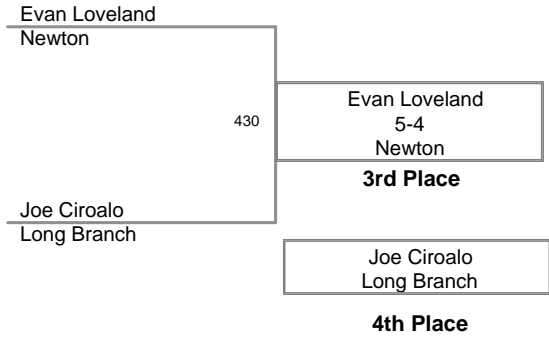 Evan Loveland
Newton
430
Evan Loveland
5-4
Newton
3rd Place
Joe Ciroalo
Long Branch
Joe Ciroalo
Long Branch
4th Place